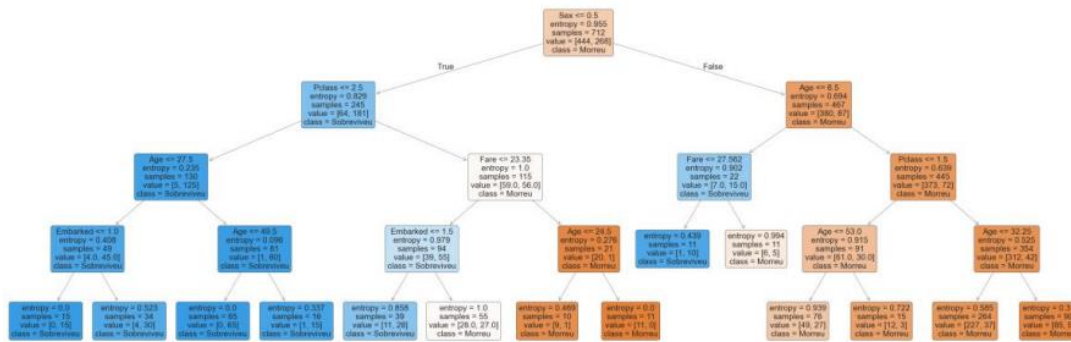 Sex <= 0.5
entropy = 0.955
samples = 712
value = [444, 268]
class = Morreu
True
False
Pclass <= 2.5
entropy = 0.829
samples = 245
value = [64, 181]
class = Sobreviveu
Age <= 6.5
entropy = 0.694
samples = 467
value = [380, 87]
class = Morreu
Age <= 27.5
entropy = 0.235
samples = 130
value = [5, 125]
class = Sobreviveu
Fare <= 23.35
entropy = 1.0
samples = 115
value = [59.0, 56.0]
class = Morreu
Fare <= 27.562
entropy = 0.902
samples = 22
value = [7.0, 15.0]
class = Sobreviveu
Pclass <= 1.5
entropy = 0.639
samples = 445
value = [373, 72]
class = Morreu
Embarked <= 1.0
entropy = 0.408
samples = 49
value = [4.0, 45.0]
class = Sobreviveu
Age <= 49.5
entropy = 0.096
samples = 81
value = [1, 80]
class = Sobreviveu
Embarked <= 1.5
entropy = 0.979
samples = 94
value = [39, 55]
class = Sobreviveu
Age <= 24.5
entropy = 0.276
samples = 21
value = [20, 1]
class = Morreu
entropy = 0.439
samples = 11
value = [1, 10]
class = Sobreviveu
entropy = 0.994
samples = 11
value = [6, 5]
class = Morreu
Age <= 53.0
entropy = 0.915
samples = 91
value = [61.0, 30.0]
class = Morreu
Age <= 32.25
entropy = 0.525
samples = 354
value = [312, 42]
class = Morreu
entropy = 0.0
samples = 15
value = [0, 15]
class = Sobreviveu
entropy = 0.523
samples = 34
value = [4, 30]
class = Sobreviveu
entropy = 0.0
samples = 65
value = [0, 65]
class = Sobreviveu
entropy = 0.337
samples = 16
value = [1, 15]
class = Sobreviveu
entropy = 0.858
samples = 39
value = [11, 28]
class = Sobreviveu
entropy = 1.0
samples = 55
value = [28.0, 27.0]
class = Morreu
entropy = 0.469
samples = 10
value = [9, 1]
class = Morreu
entropy = 0.0
samples = 11
value = [11, 0]
class = Morreu
entropy = 0.939
samples = 76
value = [49, 27]
class = Morreu
entropy = 0.722
samples = 15
value = [12, 3]
class = Morreu
entropy = 0.585
samples = 264
value = [227, 37]
class = Morreu
entropy = 0.3
samples = 90
value = [85, 5
class = Morreu